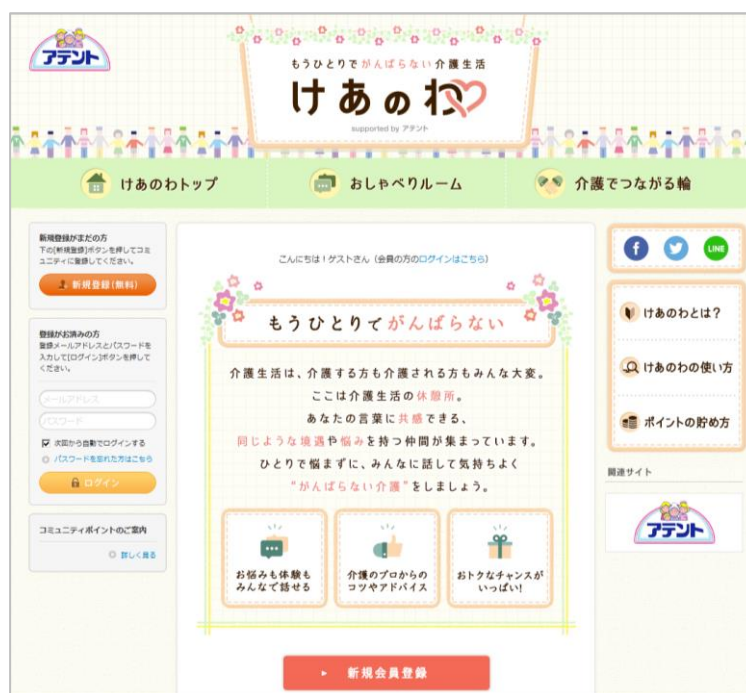 アテント
もうひとりでがんばらない介護生活
けあのわ
supported by アテント
けあのわトップ
おしゃべりルーム
介護でつながる輪
新規登録がまだの方
下の[新規登録]ボタンを押してコミ
ュニティに登録してください。
新規登録(無料)
登録がお済みの方
登録メールアドレスとパスワードを
入力して[ログイン]ボタンを押して
ください。
メールアドレス
パスワード
次回から自動でログインする
パスワードを忘れた方はこちら
ログイン
コミュニティポイントのご案内
詳しく見る
こんにちは!ゲストさん(会員の方のログインはこちら)
もうひとりでがんばらない
介護生活は、介護する方も介護される方もみんな大変。
ここは介護生活の休憩所。
あなたの言葉に共感できる、
同じような境遇や悩みを持つ仲間が集まっています。
ひとりで悩まずに、みんなに話して気持ちよく
"がんばらない介護"をしましょう。
お悩みも体験も
みんなで話せる
介護のプロからの
コツやアドバイス
おトクなチャンスが
いっぱい!
新規会員登録
LINE
けあのわとは?
けあのわの使い方
ポイントの貯め方
関連サイト
アテント